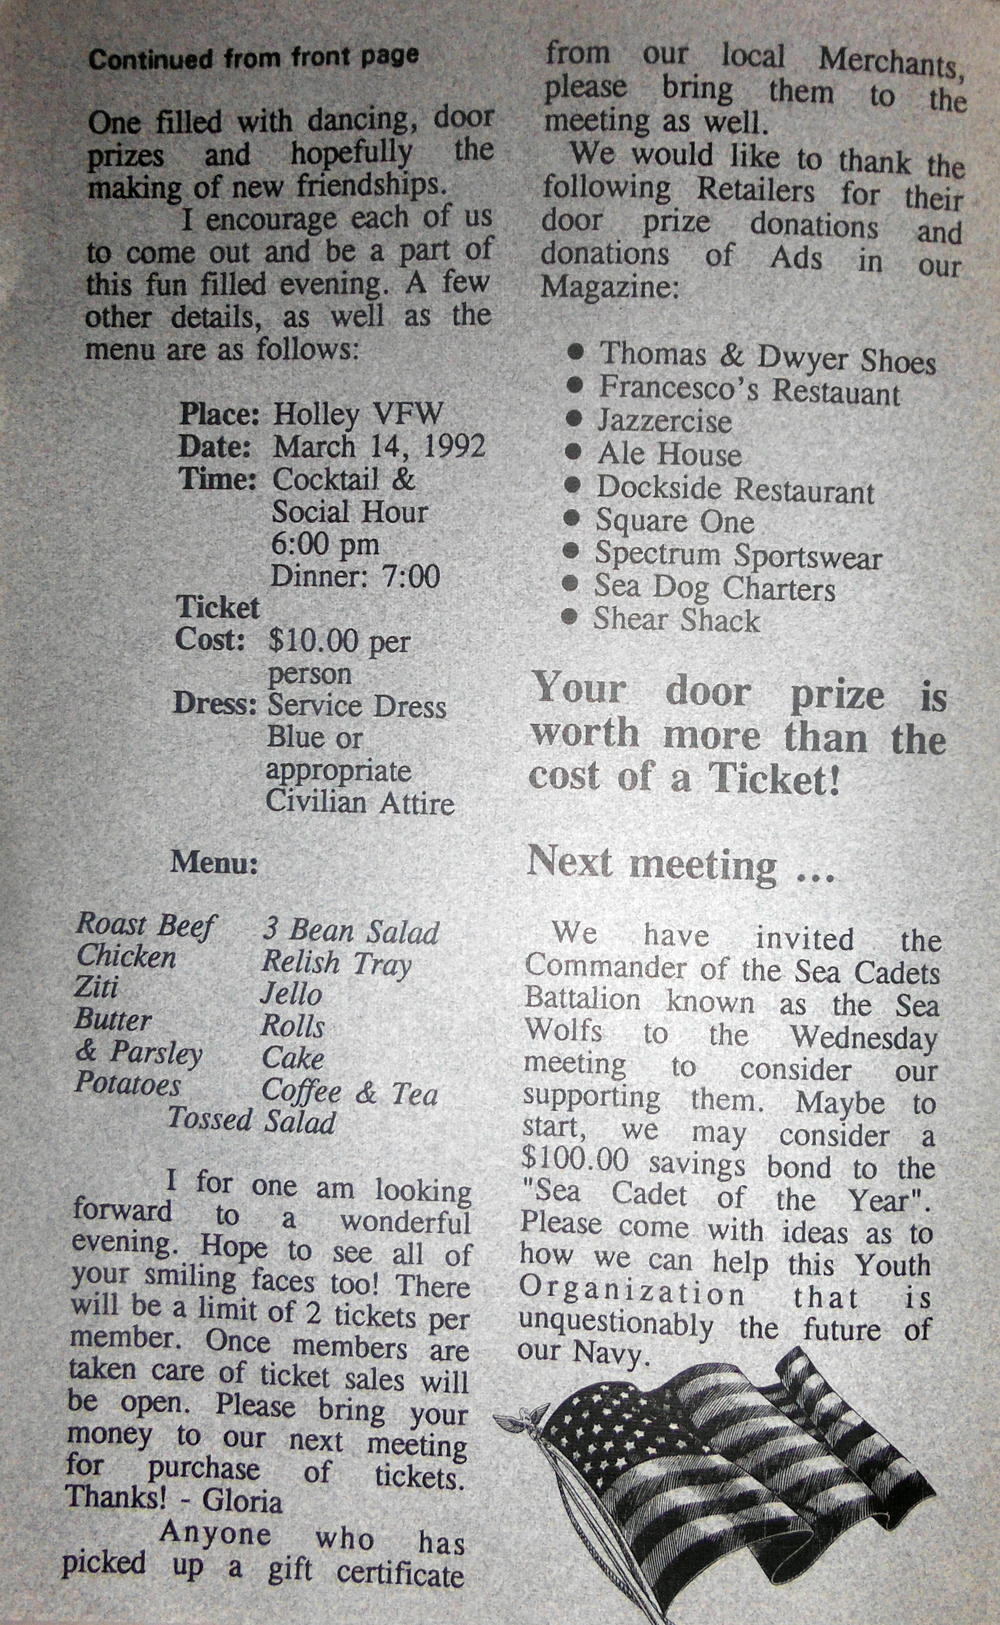 Continued from front page
One filled with dancing, door
prizes and hopefully the
making of new friendships.
I encourage each of us
to come out and be a part of
this fun filled evening. A few
other details, as well as the
menu are as follows:
Place: Holley VFW
Date: March 14, 1992
Time: Cocktail &
Social Hour
6:00 pm
Dinner: 7:00
Ticket
Cost: $10.00 per
person
Dress: Service Dress
Blue or
appropriate
Civilian Attire
Menu:
Roast Beef 3 Bean Salad
Chicken Relish Tray
Ziti Jello
Butter Rolls
& Parsley Cake
Potatoes Coffee & Tea
Tossed Salad
I for one am looking
forward to a wonderful
evening. Hope to see all of
your smiling faces too! There
will be a limit of 2 tickets per
member. Once members are
taken care of ticket sales will
be open. Please bring your
money to our next meeting
for purchase of tickets.
Thanks! - Gloria
Anyone who has
picked up a gift certificate
from our local Merchants,
please bring them to the
meeting as well.
We would like to thank the
following Retailers for their
door prize donations and
donations of Ads in our
Magazine:
● Thomas & Dwyer Shoes
● Francesco's Restauant
● Jazzercise
● Ale House
● Dockside Restaurant
● Square One
● Spectrum Sportswear
● Sea Dog Charters
● Shear Shack
Your door prize is
worth more than the
cost of a Ticket!
Next meeting ...
We have invited the
Commander of the Sea Cadets
Battalion known as the Sea
Wolfs to the Wednesday
meeting to consider our
supporting them. Maybe to
start, we may consider a
$100.00 savings bond to the
"Sea Cadet of the Year".
Please come with ideas as to
how we can help this Youth
Organization that is
unquestionably the future of
our Navy.